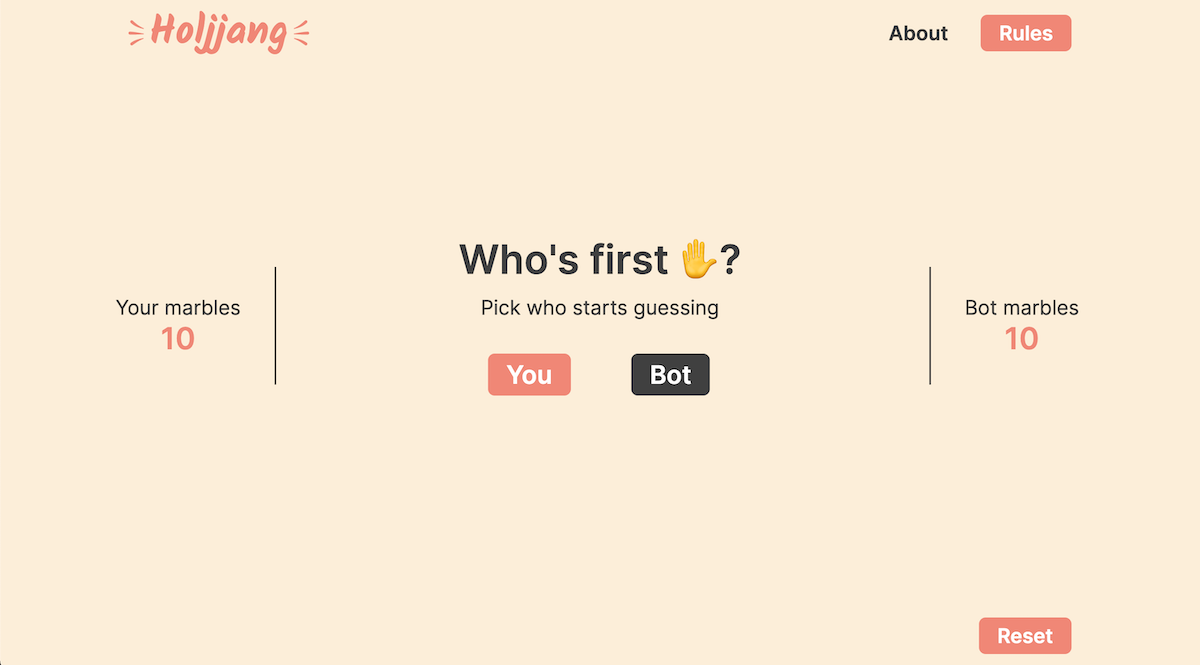 Holjjang
About
Rules
Who's first ✋?
Pick who starts guessing
Your marbles
10
You
Bot
Bot marbles
10
Reset